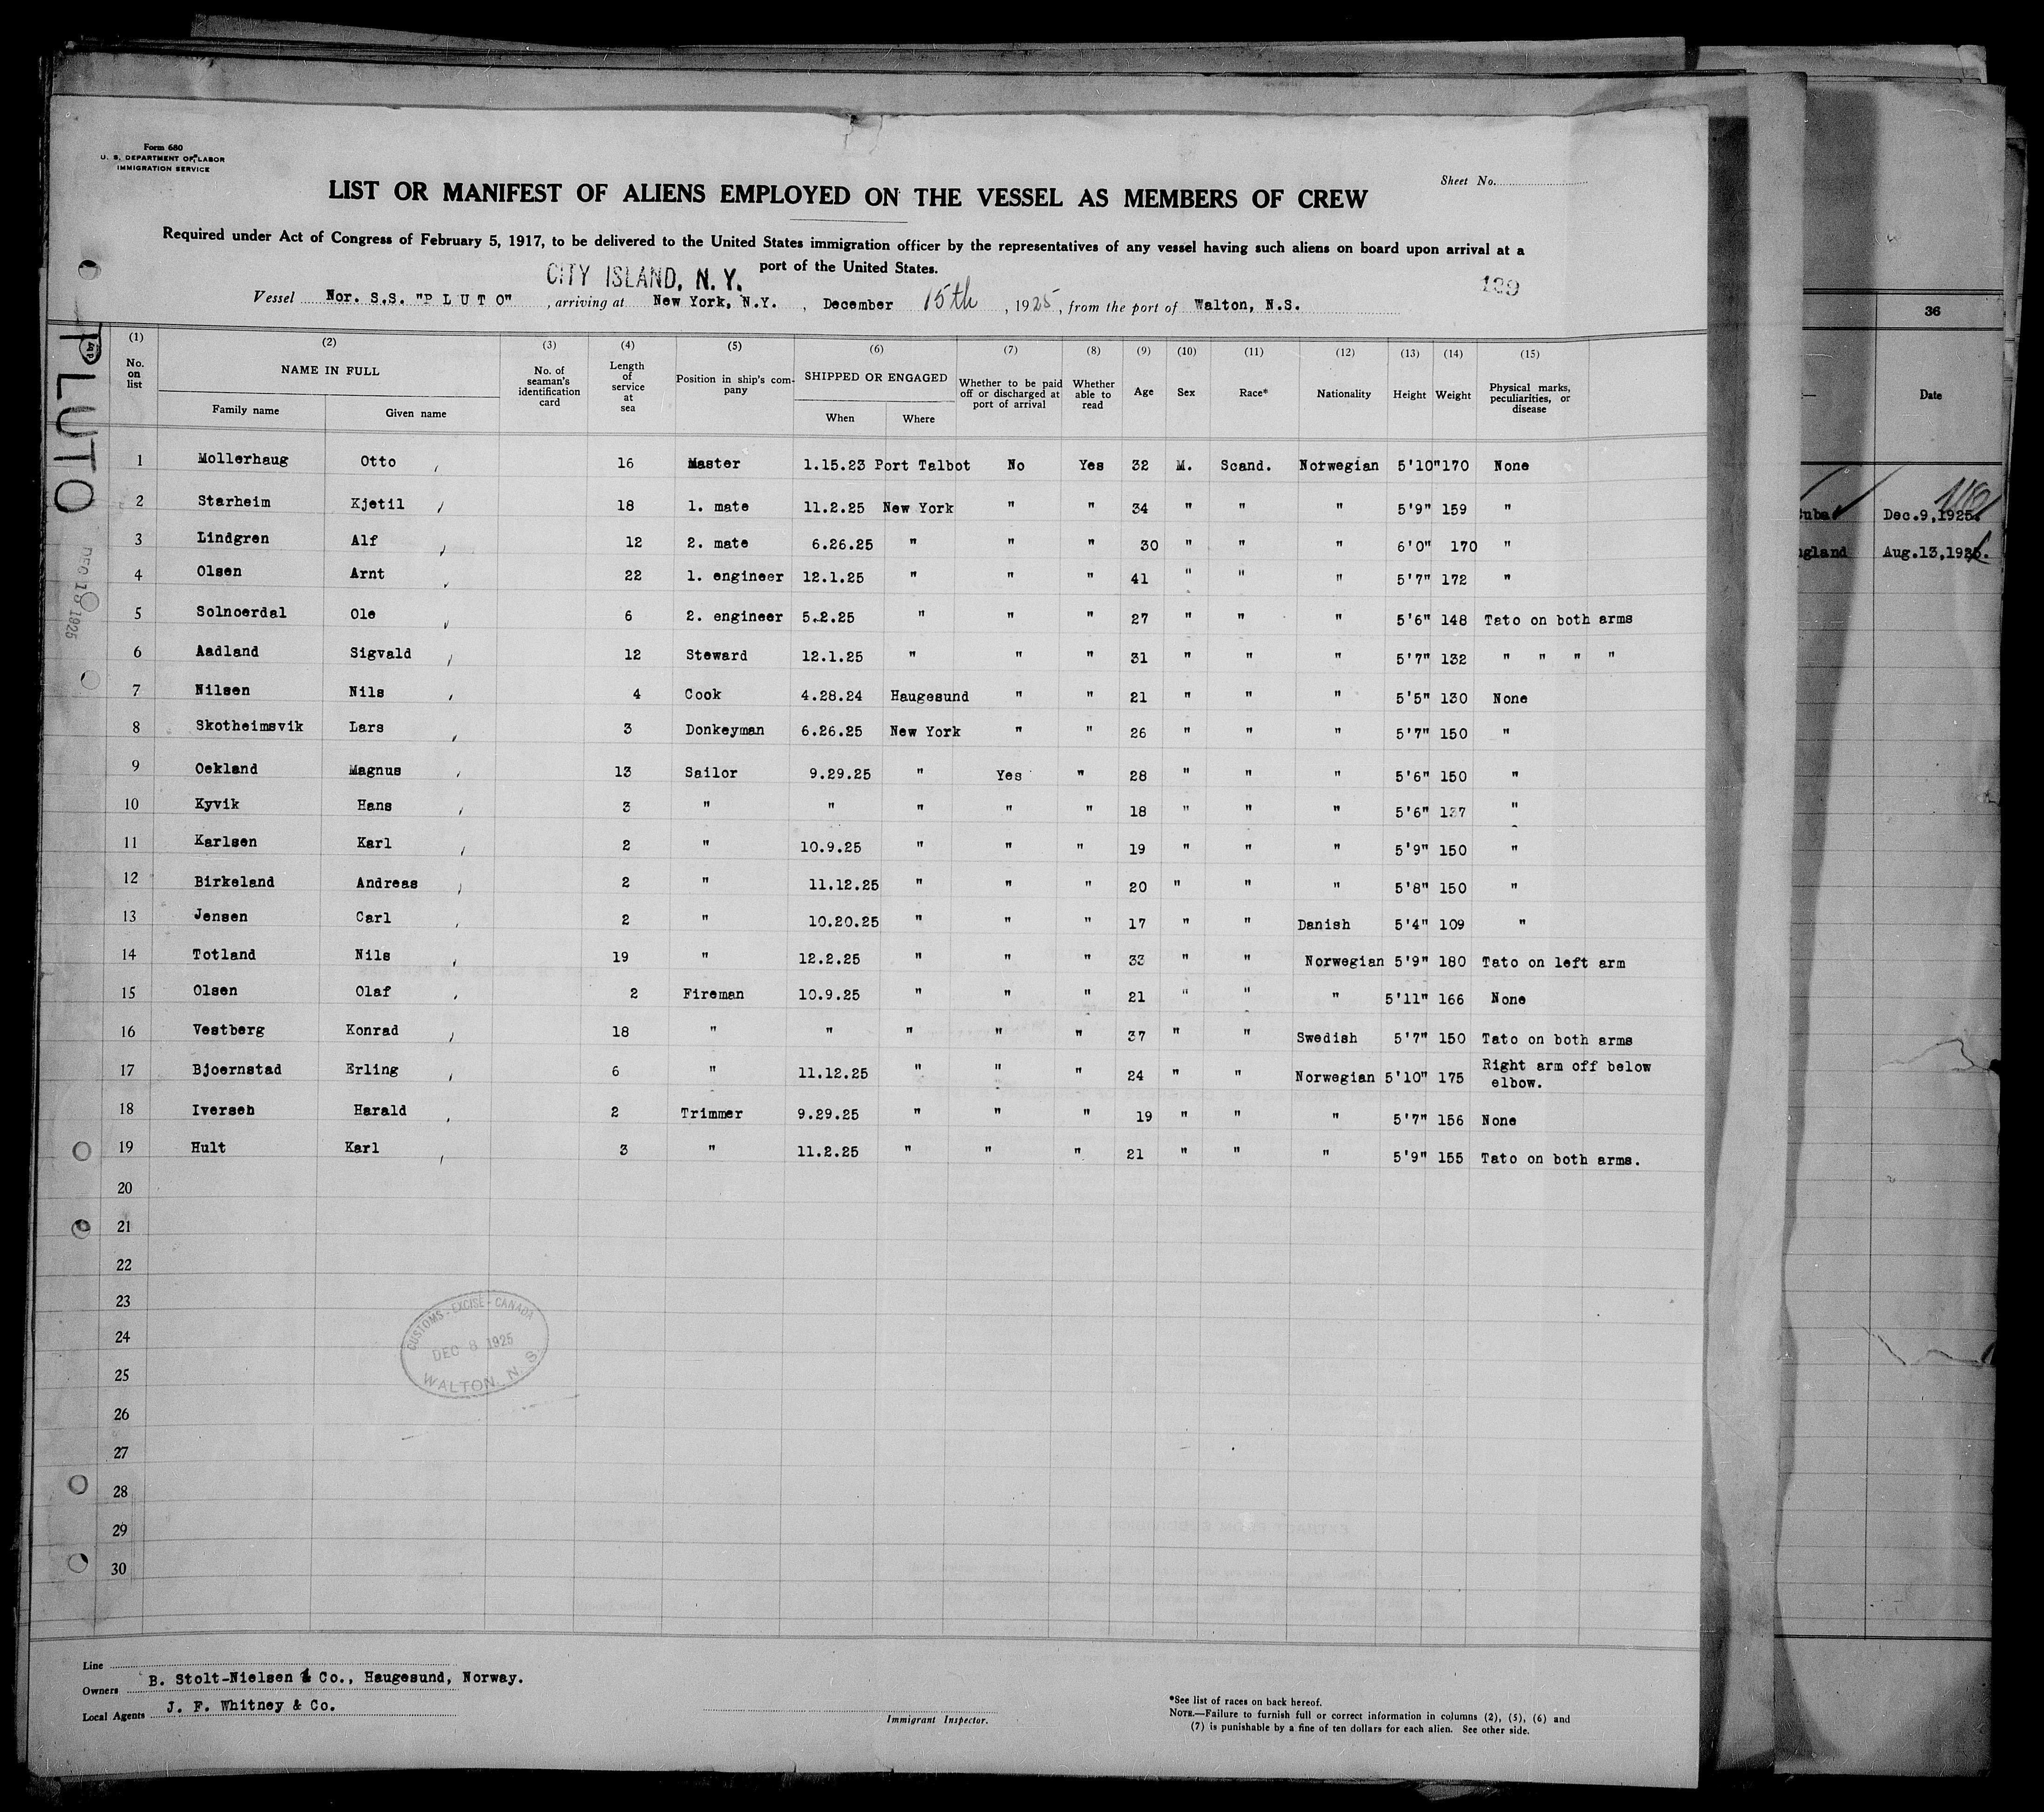 Form 680
U. S. DEPARTMENT OF LABOR
IMMIGRATION SERVICE
Sheet No.
LIST OR MANIFEST OF ALIENS EMPLOYED ON THE VESSEL AS MEMBERS OF CREW
Required under Act of Congress of February 5, 1917, to be delivered to the United States immigration officer by the representatives of any vessel having such aliens on board upon arrival at a
port of the United States.
CITY ISLAND, N. Y.
139
Vessel Nor. S.S. "P L U T O", arriving at New York, N.Y., December 15th, 1925, from the port of Walton, N.S.
PLUTO
DEC 15 1925
(1) (2) (3) (4) (5) (6) (7) (8) (9) (10) (11) (12) (13) (14) (15)
No. on list NAME IN FULL No. of seaman's identification card Length of service at sea Position in ship's company SHIPPED OR ENGAGED Whether to be paid off or discharged at port of arrival Whether able to read Age Sex Race* Nationality Height Weight Physical marks, peculiarities, or disease
Family name Given name When Where
1 Mollerhaug Otto 16 Master 1.15.23 Port Talbot No Yes 32 M. Scand. Norwegian 5'10" 170 None
2 Starheim Kjetil 18 1. mate 11.2.25 New York " " 34 " " " 5'9" 159 "
3 Lindgren Alf 12 2. mate 6.26.25 " " " 30 " " " 6'0" 170 "
4 Olsen Arnt 22 1. engineer 12.1.25 " " " 41 " " " 5'7" 172 "
5 Solnoerdal Ole 6 2. engineer 5.2.25 " " " 27 " " " 5'6" 148 Tato on both arms
6 Aadland Sigvald 12 Steward 12.1.25 " " " 31 " " " 5'7" 132 " " " "
7 Nilsen Nils 4 Cook 4.28.24 Haugesund " " 21 " " " 5'5" 130 None
8 Skotheimsvik Lars 3 Donkeyman 6.26.25 New York " " 26 " " " 5'7" 150 "
9 Oekland Magnus 13 Sailor 9.29.25 " Yes " 28 " " " 5'6" 150 "
10 Kyvik Hans 3 " " " " " 18 " " " 5'6" 137 "
11 Karlsen Karl 2 " 10.9.25 " " " 19 " " " 5'9" 150 "
12 Birkeland Andreas 2 " 11.12.25 " " " 20 " " " 5'8" 150 "
13 Jensen Carl 2 " 10.20.25 " " " 17 " " Danish 5'4" 109 "
14 Totland Nils 19 " 12.2.25 " " " 33 " " Norwegian 5'9" 180 Tato on left arm
15 Olsen Olaf 2 Fireman 10.9.25 " " " 21 " " " 5'11" 166 None
16 Vestberg Konrad 18 " " " " " 37 " " Swedish 5'7" 150 Tato on both arms
17 Bjoernstad Erling 6 " 11.12.25 " " " 24 " " Norwegian 5'10" 175 Right arm off below
elbow.
18 Iverseh Harald 2 Trimmer 9.29.25 " " " 19 " " " 5'7" 156 None
19 Hult Karl 3 " 11.2.25 " " " 21 " " " 5'9" 155 Tato on both arms.
20
21
22
23
24
25
26
27
28
29
30
CUSTOMS-EXCISE-CANADA
DEC 8 1925
WALTON N. S.
Line
Owners B. Stolt-Nielsen & Co., Haugesund, Norway.
Local Agents J. F. Whitney & Co.
Immigrant Inspector.
*See list of races on back hereof.
NOTE.—Failure to furnish full or correct information in columns (2), (5), (6) and
(7) is punishable by a fine of ten dollars for each alien. See other side.
36
Date
Dec.9,1925.
Aug.13,1925.